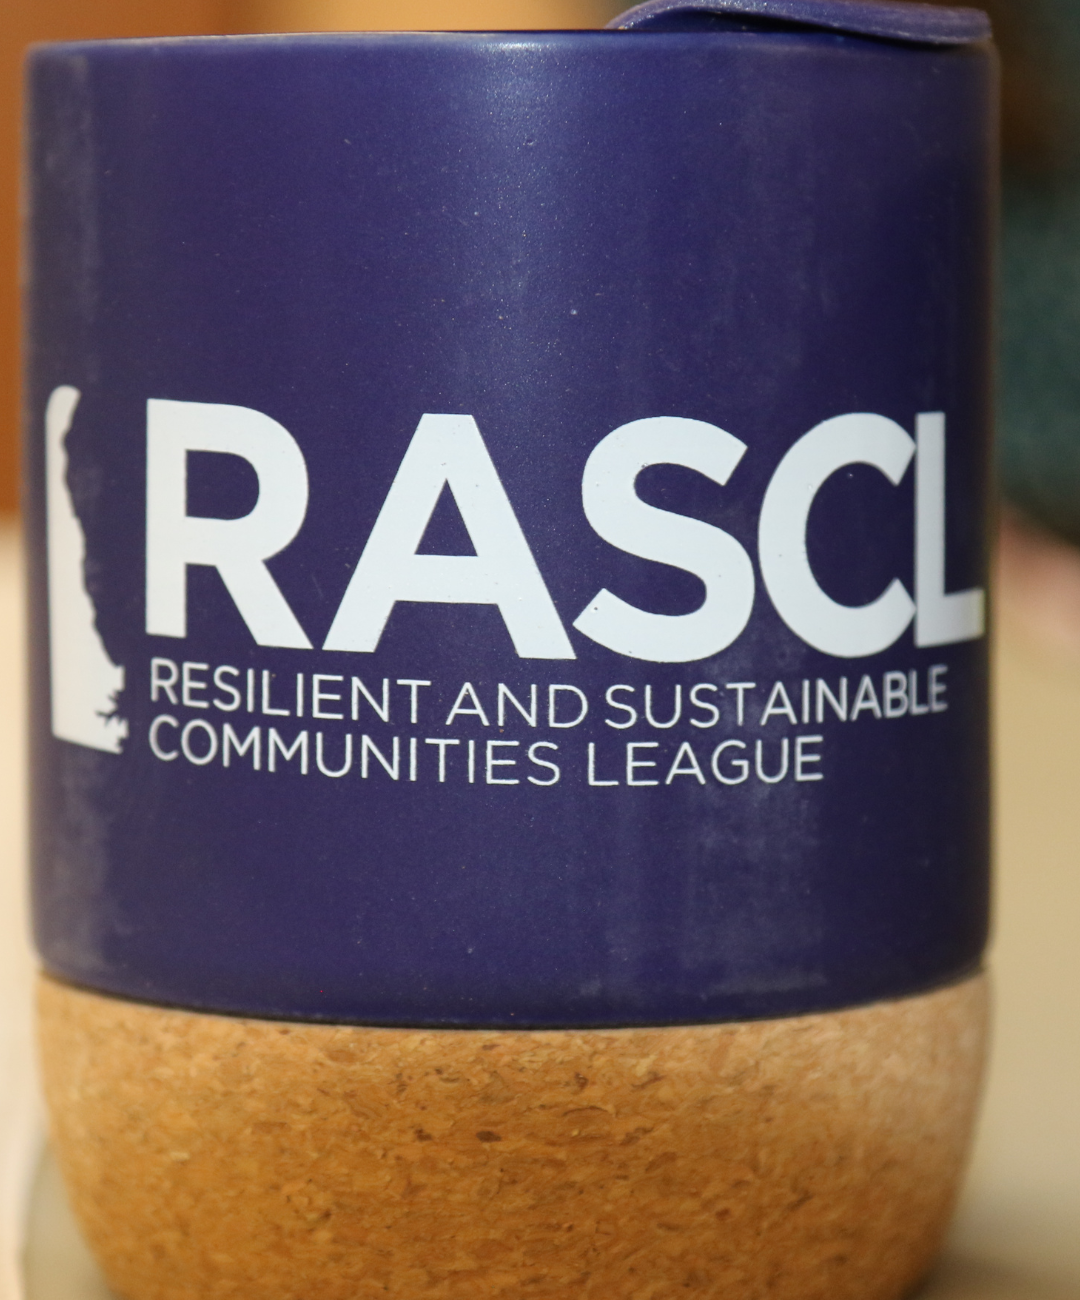 RASCL
RESILIENT AND SUSTAINABLE
COMMUNITIES LEAGUE